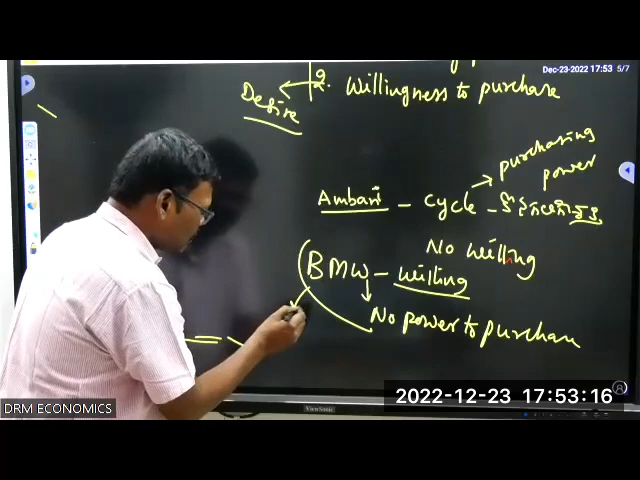 Dec-23-2022 17:53 5/7
2. Willingness to purchase
Desire
purchasing
power
Ambani - Cycle -
No willing
BMW - willing
No power to purchase
ViewSonic
2022-12-23 17:53:16
DRM ECONOMICS